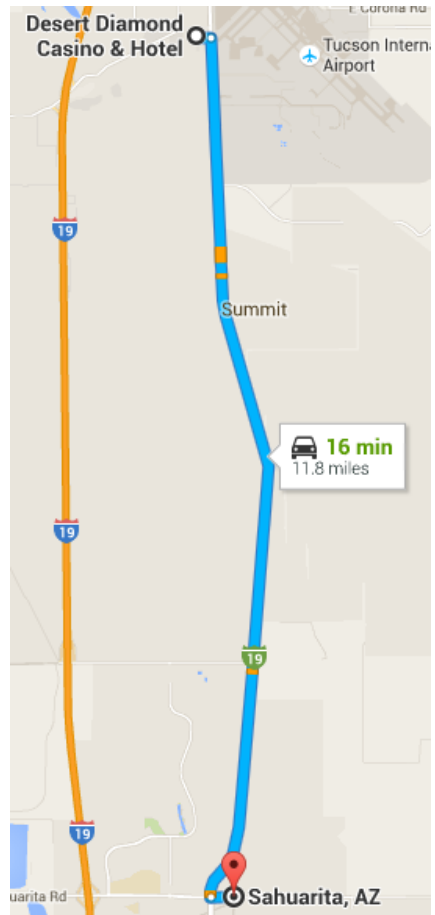 E Corona Rd
Desert Diamond
Casino & Hotel
Tucson Interna
Airport
19
Summit
16 min
11.8 miles
19
19
19
uarita Rd
Sahuarita, AZ